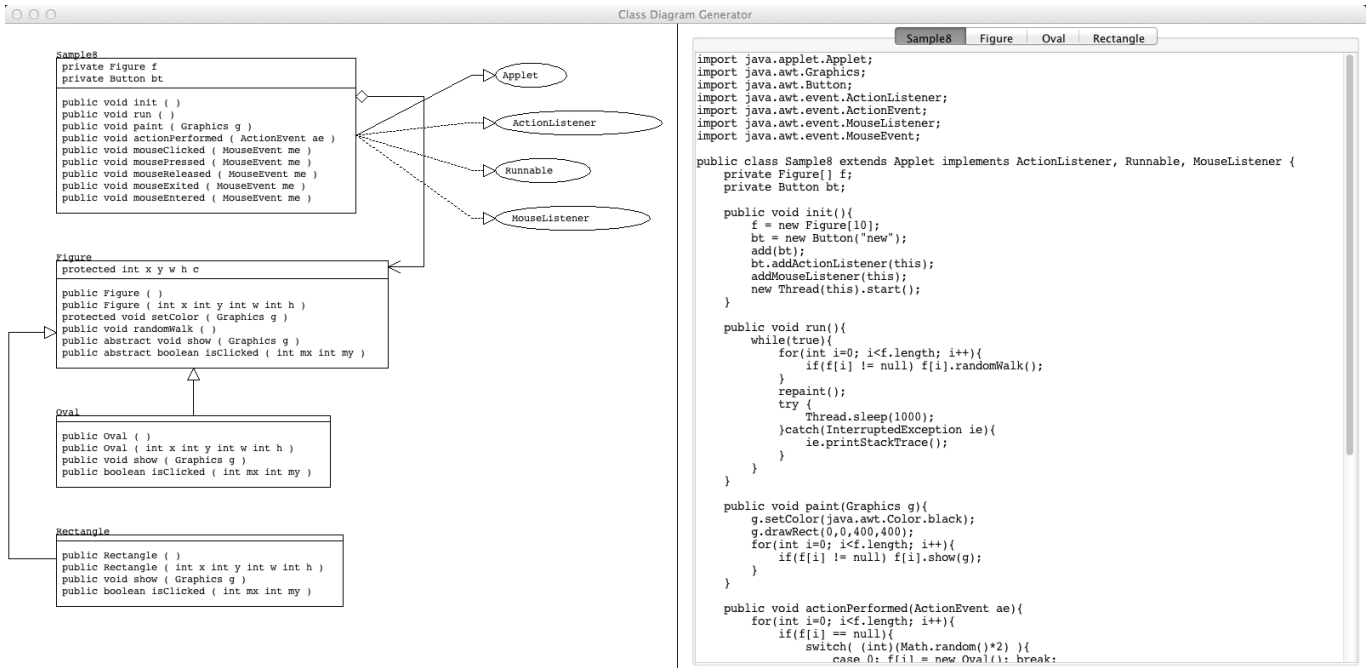 Class Diagram Generator
Sample8
private Figure f
private Button bt
public void init ( )
public void run ( )
public void paint ( Graphics g )
public void actionPerformed ( ActionEvent ae )
public void mouseClicked ( MouseEvent me )
public void mousePressed ( MouseEvent me )
public void mouseReleased ( MouseEvent me )
public void mouseExited ( MouseEvent me )
public void mouseEntered ( MouseEvent me )
Applet
ActionListener
Runnable
MouseListener
Figure
protected int x y w h c
public Figure ( )
public Figure ( int x int y int w int h )
protected void setColor ( Graphics g )
public void randomWalk ( )
public abstract void show ( Graphics g )
public abstract boolean isClicked ( int mx int my )
Oval
public Oval ( )
public Oval ( int x int y int w int h )
public void show ( Graphics g )
public boolean isClicked ( int mx int my )
Rectangle
public Rectangle ( )
public Rectangle ( int x int y int w int h )
public void show ( Graphics g )
public boolean isClicked ( int mx int my )
Sample8 Figure Oval Rectangle
import java.applet.Applet;
import java.awt.Graphics;
import java.awt.Button;
import java.awt.event.ActionListener;
import java.awt.event.ActionEvent;
import java.awt.event.MouseListener;
import java.awt.event.MouseEvent;
public class Sample8 extends Applet implements ActionListener, Runnable, MouseListener {
private Figure[] f;
private Button bt;
public void init(){
f = new Figure[10];
bt = new Button("new");
add(bt);
bt.addActionListener(this);
addMouseListener(this);
new Thread(this).start();
}
public void run(){
while(true){
for(int i=0; i<f.length; i++){
if(f[i] != null) f[i].randomWalk();
}
repaint();
try {
Thread.sleep(1000);
}catch(InterruptedException ie){
ie.printStackTrace();
}
}
}
public void paint(Graphics g){
g.setColor(java.awt.Color.black);
g.drawRect(0,0,400,400);
for(int i=0; i<f.length; i++){
if(f[i] != null) f[i].show(g);
}
}
public void actionPerformed(ActionEvent ae){
for(int i=0; i<f.length; i++){
if(f[i] == null){
switch( (int)(Math.random()*2) ){
case 0: f[i] = new Oval(); break;